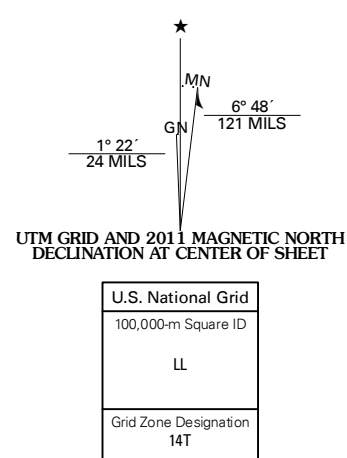 ★
MN
GN
6° 48´
121 MILS
1° 22´
24 MILS
UTM GRID AND 2011 MAGNETIC NORTH
DECLINATION AT CENTER OF SHEET
U.S. National Grid
100,000-m Square ID
LL
Grid Zone Designation
14T